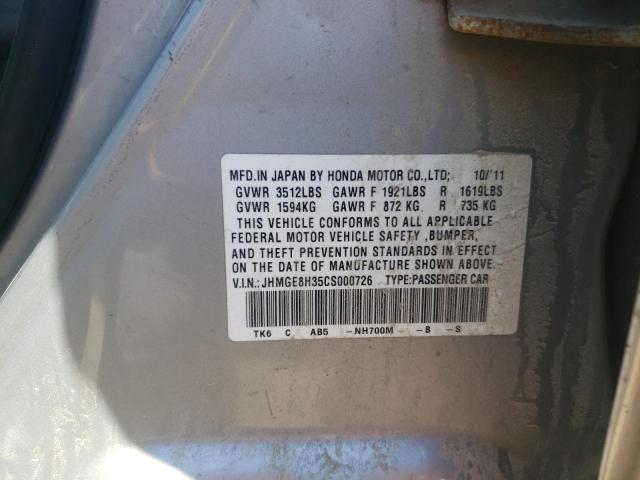 MFD.IN JAPAN BY HONDA MOTOR CO.,LTD; 10/'11
GVWR 3512LBS GAWR F 1921LBS R 1619LBS
GVWR 1594KG GAWR F 872 KG R 735 KG
THIS VEHICLE CONFORMS TO ALL APPLICABLE
FEDERAL MOTOR VEHICLE SAFETY ,BUMPER,
AND THEFT PREVENTION STANDARDS IN EFFECT
ON THE DATE OF MANUFACTURE SHOWN ABOVE.
V.I.N.:JHMGE8H35CS000726 TYPE:PASSENGER CAR
TK6 C AB5 -NH700M -B -S